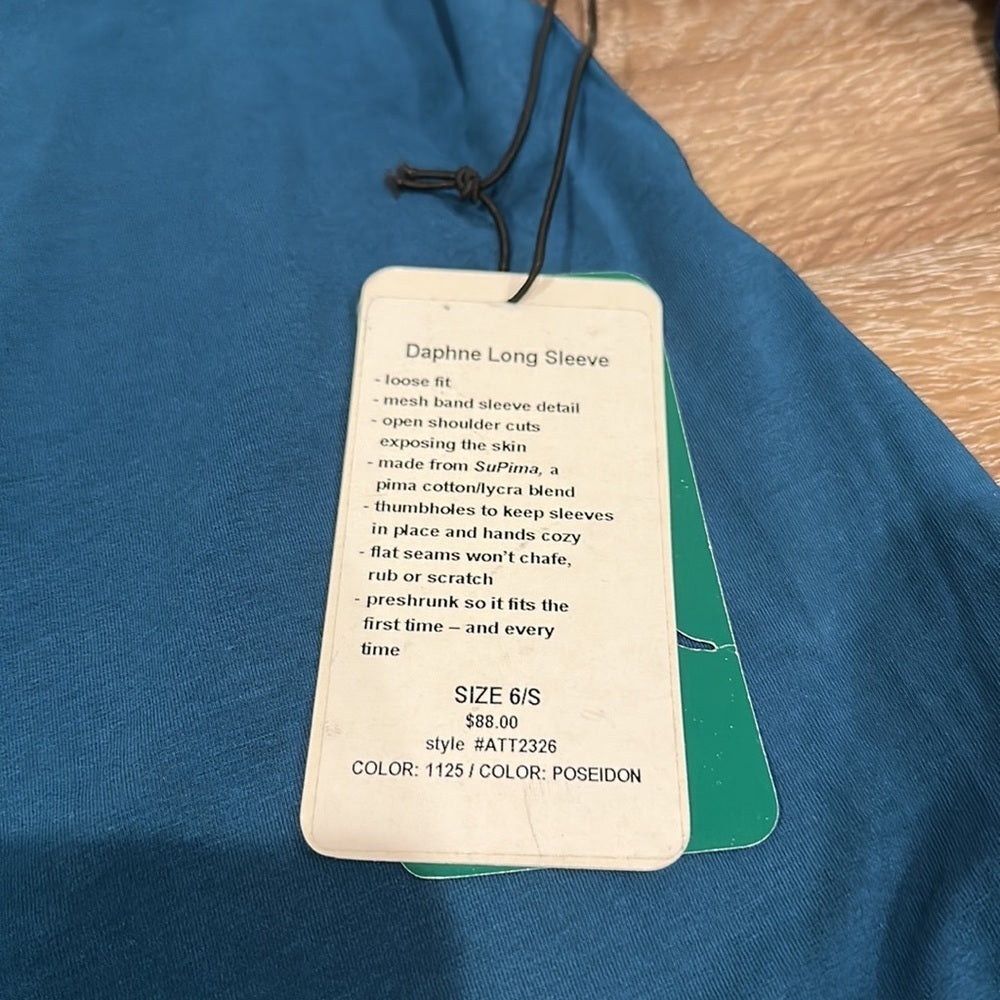 Daphne Long Sleeve
- loose fit
- mesh band sleeve detail
- open shoulder cuts
exposing the skin
- made from SuPima, a
pima cotton/lycra blend
- thumbholes to keep sleeves
in place and hands cozy
- flat seams won't chafe,
rub or scratch
- preshrunk so it fits the
first time – and every
time
SIZE 6/S
$88.00
style #ATT2326
COLOR: 1125 / COLOR: POSEIDON